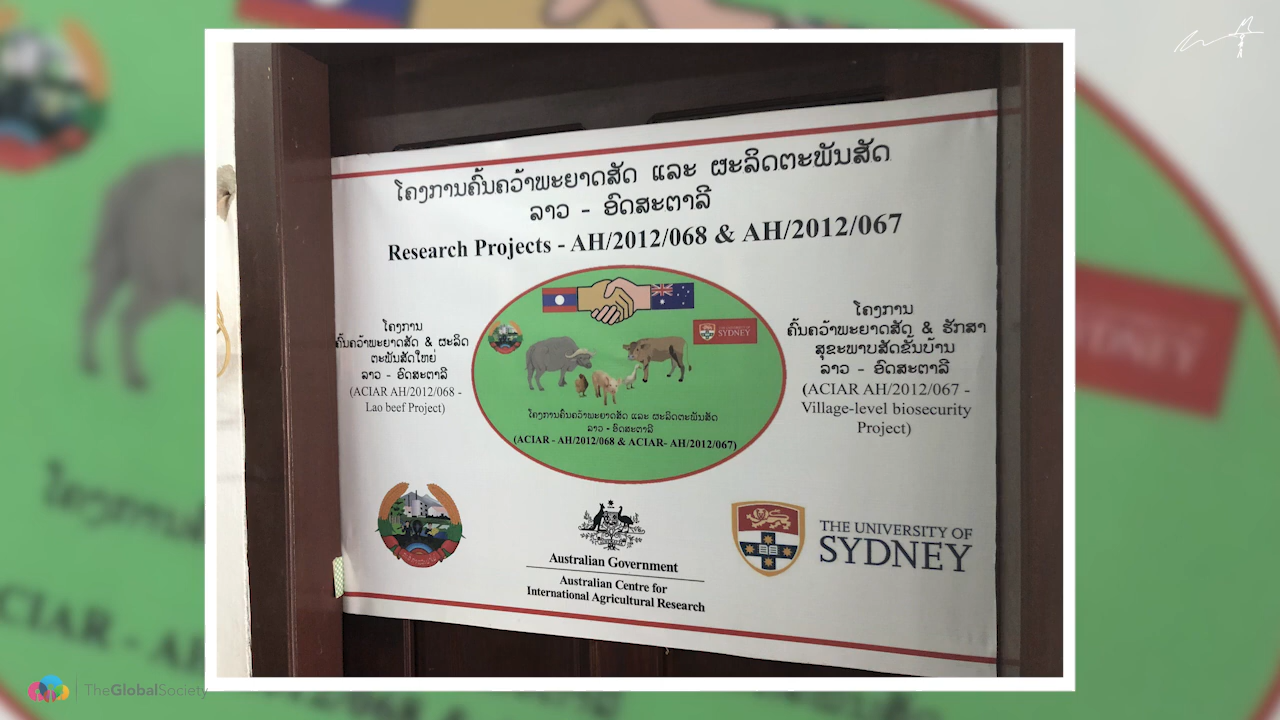 ໂຄງການຄົ້ນຄວ້າພະຍາດສັດ ແລະ ຜະລິດຕະພັນສັດ
ລາວ - ອົດສະຕາລີ
Research Projects - AH/2012/068 & AH/2012/067
ໂຄງການ
ຄົ້ນຄວ້າພະຍາດສັດ & ຜະລິດ
ຕະພັນສັດໃຫຍ່
ລາວ - ອົດສະຕາລີ
(ACIAR AH/2012/068 -
Lao beef Project)
THE UNIVERSITY OF
SYDNEY
ໂຄງການຄົ້ນຄວ້າພະຍາດສັດ ແລະ ຜະລິດຕະພັນສັດ
ລາວ - ອົດສະຕາລີ
(ACIAR - AH/2012/068 & ACIAR- AH/2012/067)
ໂຄງການ
ຄົ້ນຄວ້າພະຍາດສັດ & ຮັກສາ
ສຸຂະພາບສັດຂັ້ນບ້ານ
ລາວ - ອົດສະຕາລີ
(ACIAR AH/2012/067 -
Village-level biosecurity
Project)
Australian Government
Australian Centre for
International Agricultural Research
THE UNIVERSITY OF
SYDNEY
TheGlobalSociety